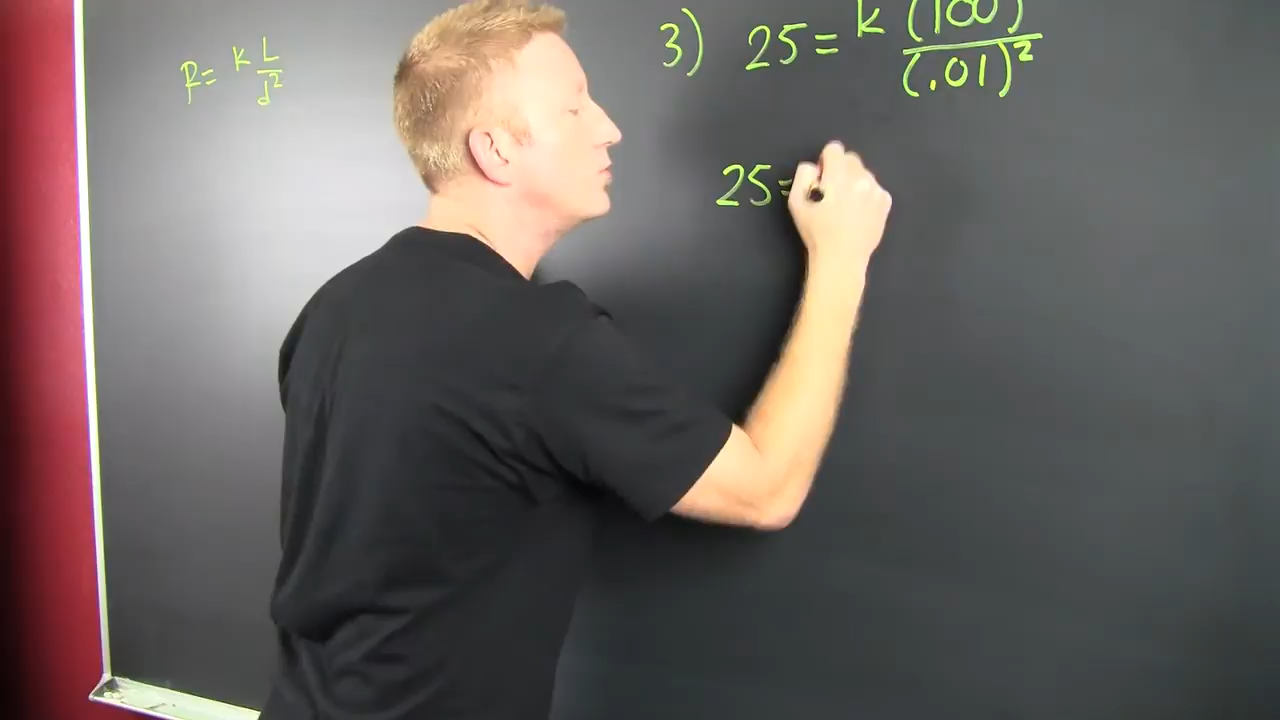 R= k L/d²
3) 25 = k (100)/(.01)²
25=